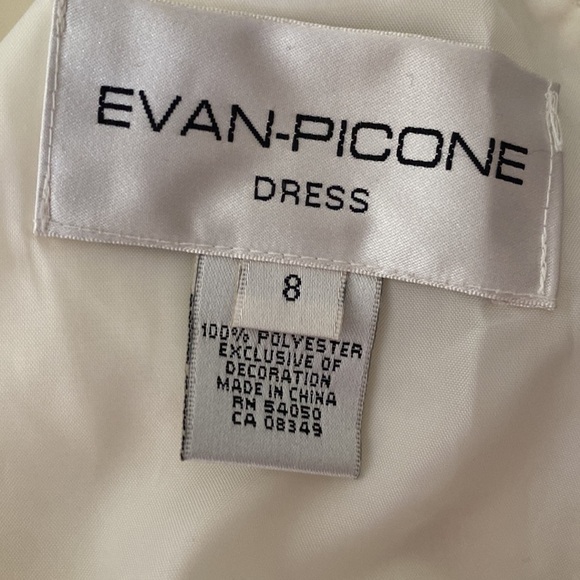 EVAN-PICONE
DRESS
8
100% POLYESTER
EXCLUSIVE OF
DECORATION
MADE IN CHINA
RN 54050
CA 08349